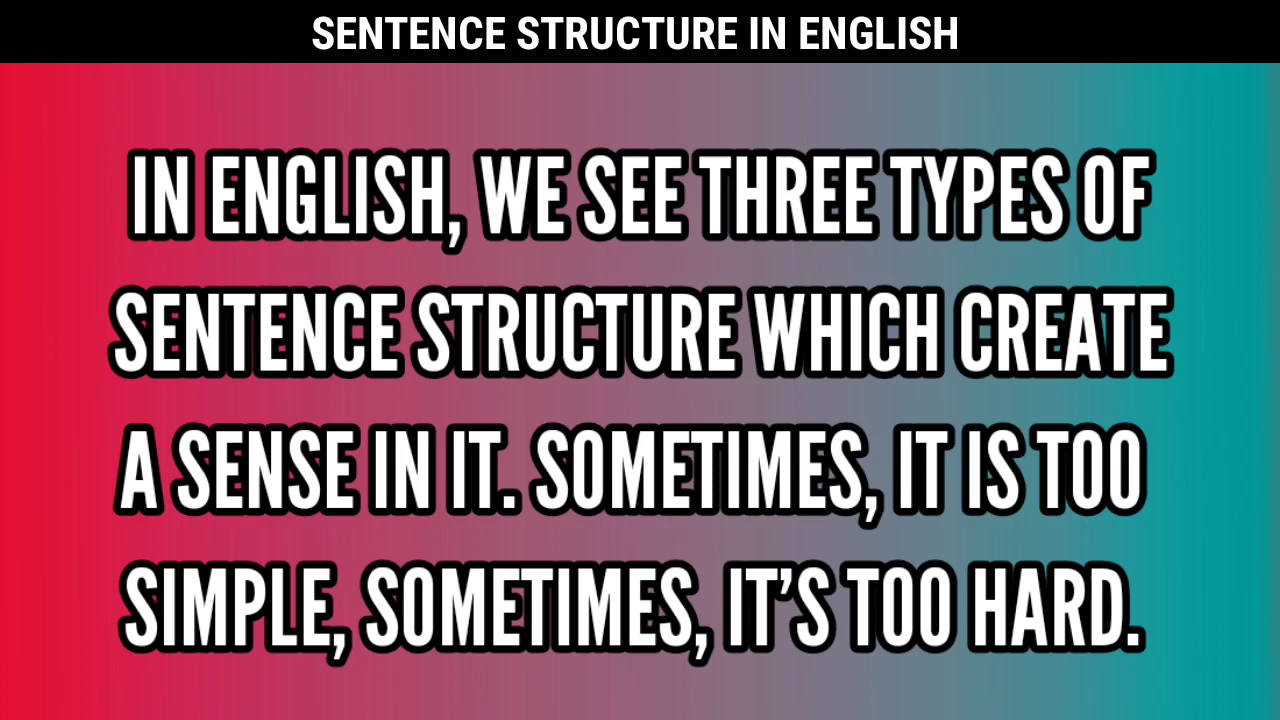 SENTENCE STRUCTURE IN ENGLISH
IN ENGLISH, WE SEE THREE TYPES OF
SENTENCE STRUCTURE WHICH CREATE
A SENSE IN IT. SOMETIMES, IT IS TOO
SIMPLE, SOMETIMES, IT’S TOO HARD.